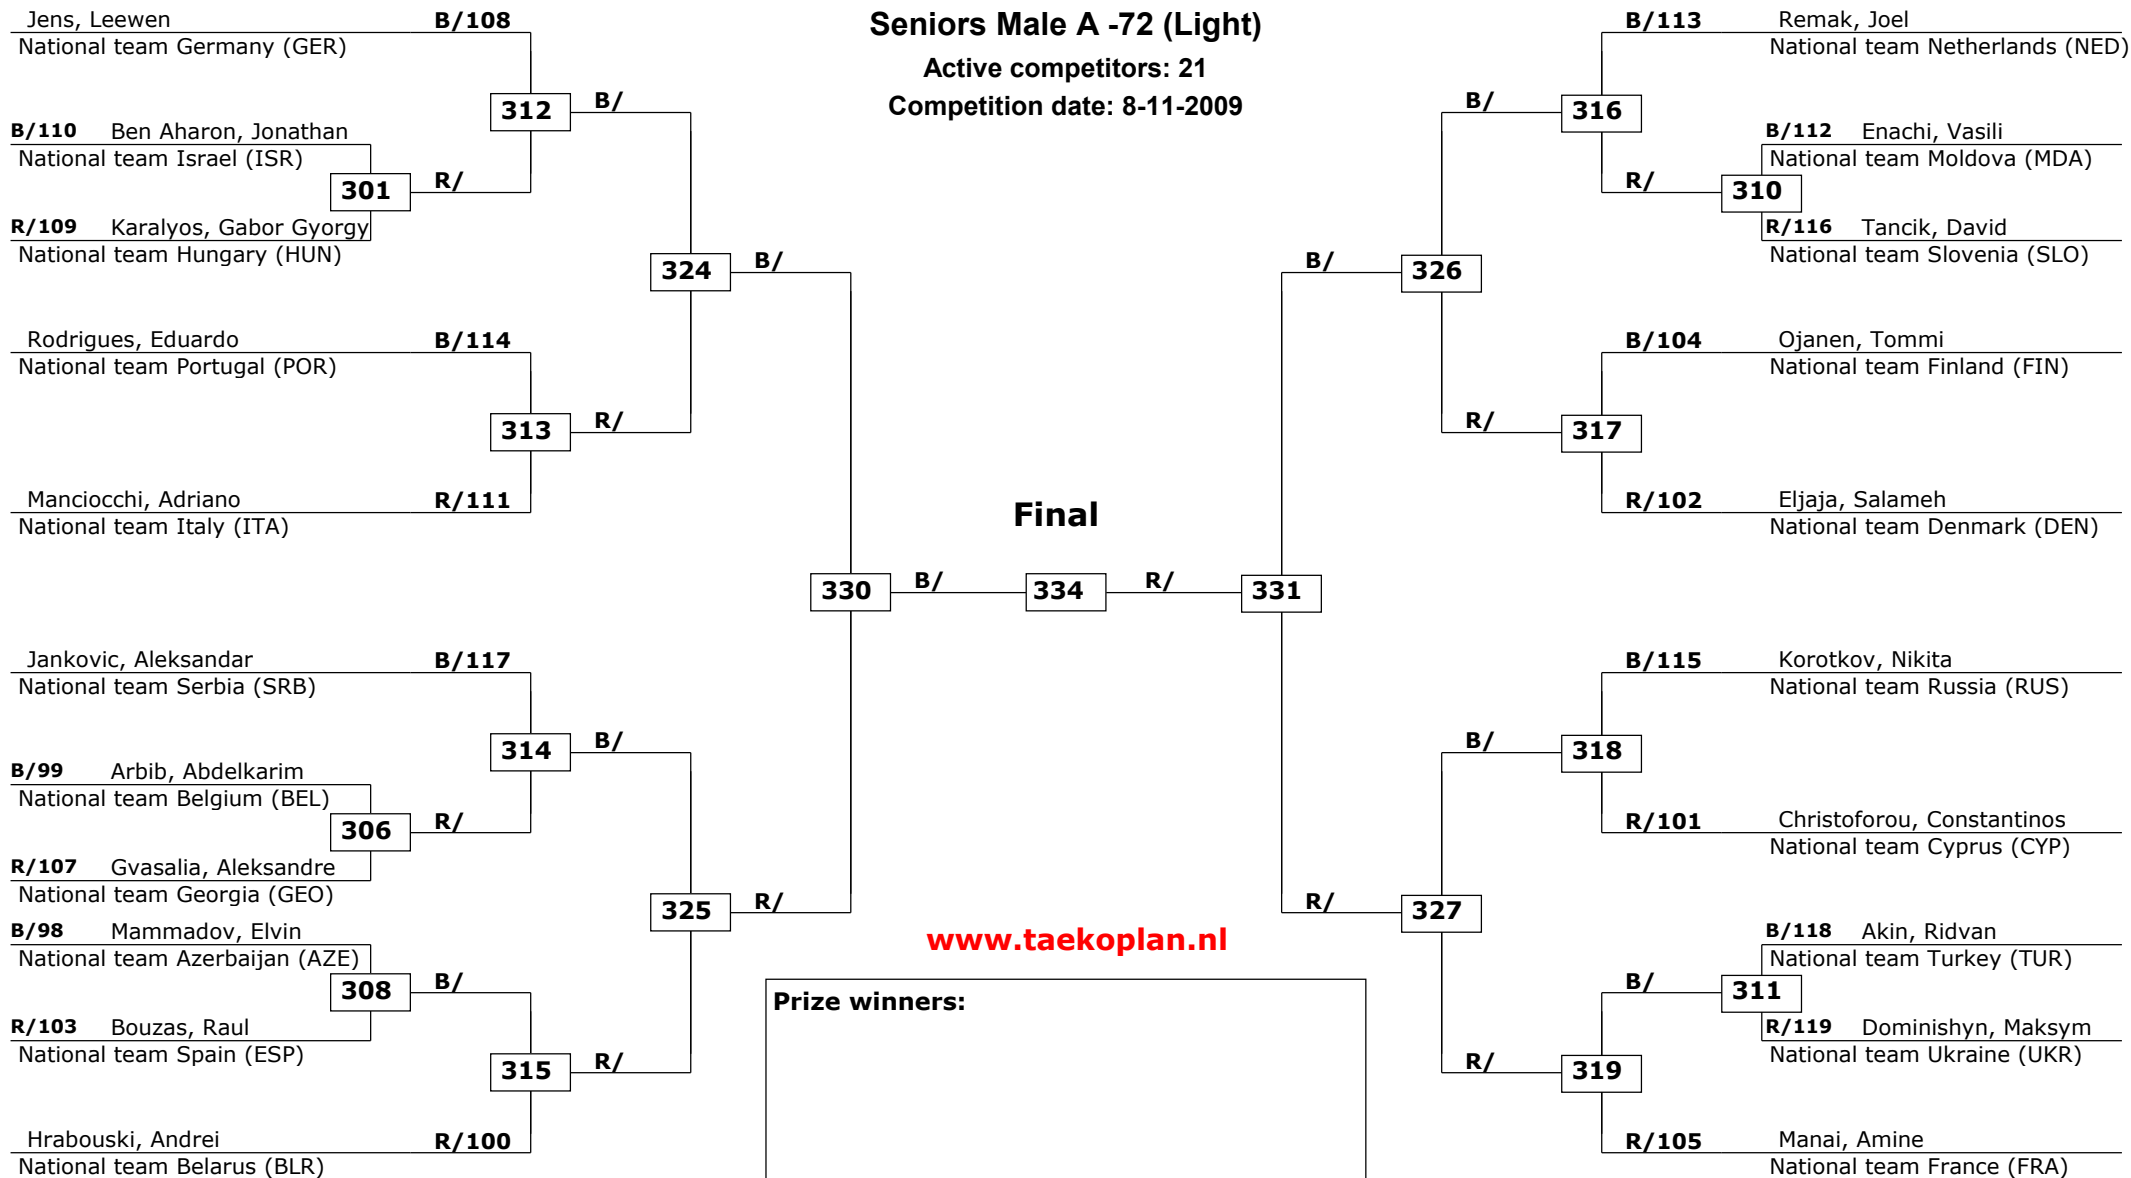 Seniors Male A -72 (Light)
Active competitors: 21
Competition date: 8-11-2009
Jens, Leewen B/108
National team Germany (GER)
312 B/
B/110 Ben Aharon, Jonathan
National team Israel (ISR)
301 R/
R/109 Karalyos, Gabor Gyorgy
National team Hungary (HUN)
324 B/
Rodrigues, Eduardo B/114
National team Portugal (POR)
313 R/
Manciocchi, Adriano R/111
National team Italy (ITA)
330 B/
Jankovic, Aleksandar B/117
National team Serbia (SRB)
314 B/
B/99 Arbib, Abdelkarim
National team Belgium (BEL)
306 R/
R/107 Gvasalia, Aleksandre
National team Georgia (GEO)
325 R/
B/98 Mammadov, Elvin
National team Azerbaijan (AZE)
308 B/
R/103 Bouzas, Raul
National team Spain (ESP)
315 R/
Hrabouski, Andrei R/100
National team Belarus (BLR)
Final
334
R/ 331
B/113 Remak, Joel
National team Netherlands (NED)
B/ 316
B/112 Enachi, Vasili
National team Moldova (MDA)
R/ 310
R/116 Tancik, David
National team Slovenia (SLO)
B/ 326
B/104 Ojanen, Tommi
National team Finland (FIN)
R/ 317
R/102 Eljaja, Salameh
National team Denmark (DEN)
B/115 Korotkov, Nikita
National team Russia (RUS)
B/ 318
R/101 Christoforou, Constantinos
National team Cyprus (CYP)
R/ 327
B/118 Akin, Ridvan
National team Turkey (TUR)
B/ 311
R/119 Dominishyn, Maksym
National team Ukraine (UKR)
R/ 319
R/105 Manai, Amine
National team France (FRA)
www.taekoplan.nl
Prize winners: